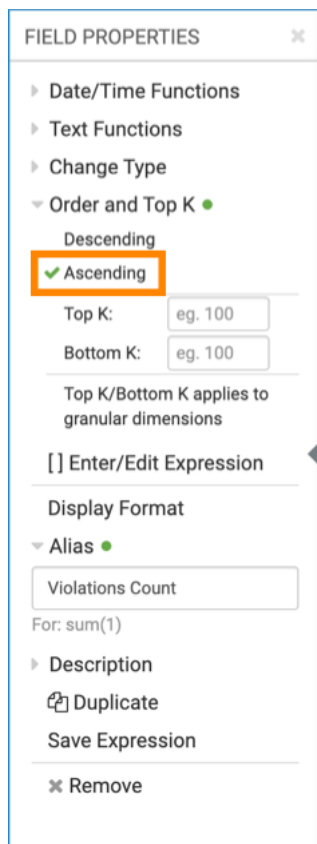 FIELD PROPERTIES
Date/Time Functions
Text Functions
Change Type
Order and Top K
Descending
Ascending
Top K: eg. 100
Bottom K: eg. 100
Top K/Bottom K applies to
granular dimensions
[ ] Enter/Edit Expression
Display Format
Alias
Violations Count
For: sum(1)
Description
Duplicate
Save Expression
Remove